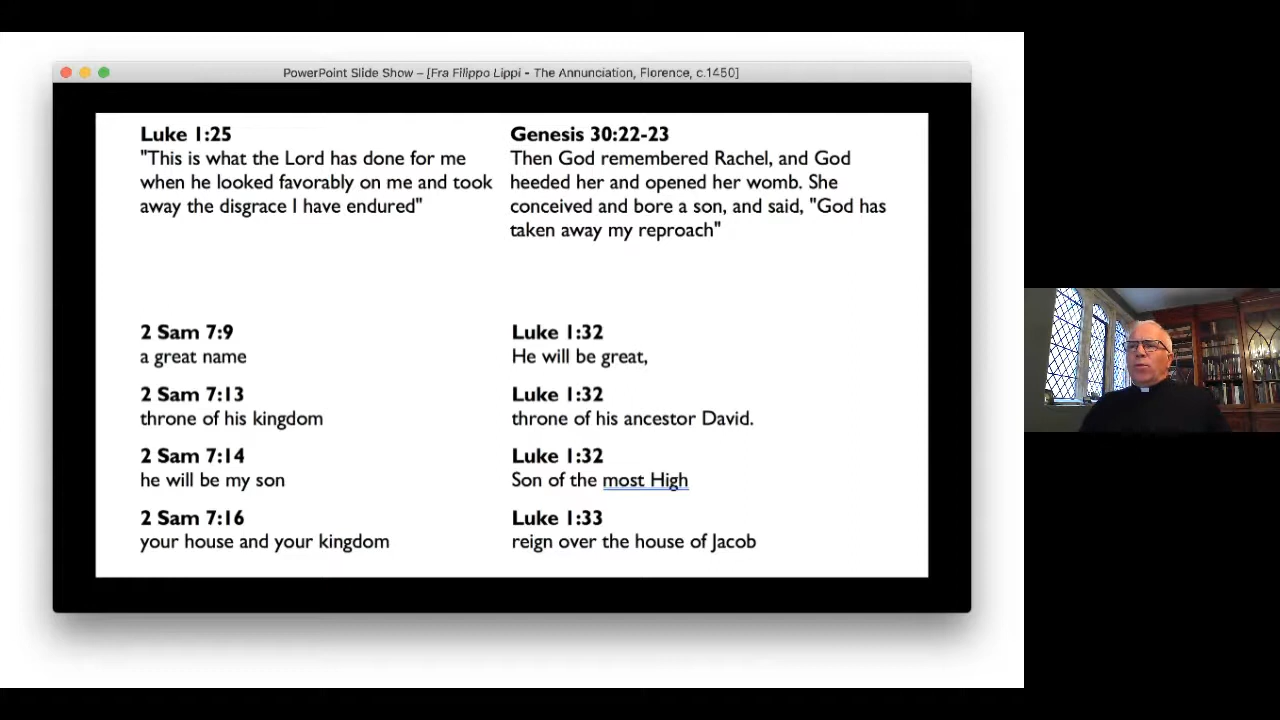 PowerPoint Slide Show – [Fra Filippo Lippi - The Annunciation, Florence, c.1450]
Luke 1:25
"This is what the Lord has done for me
when he looked favorably on me and took
away the disgrace I have endured"
Genesis 30:22-23
Then God remembered Rachel, and God
heeded her and opened her womb. She
conceived and bore a son, and said, "God has
taken away my reproach"
2 Sam 7:9
a great name
Luke 1:32
He will be great,
2 Sam 7:13
throne of his kingdom
Luke 1:32
throne of his ancestor David.
2 Sam 7:14
he will be my son
Luke 1:32
Son of the most High
2 Sam 7:16
your house and your kingdom
Luke 1:33
reign over the house of Jacob